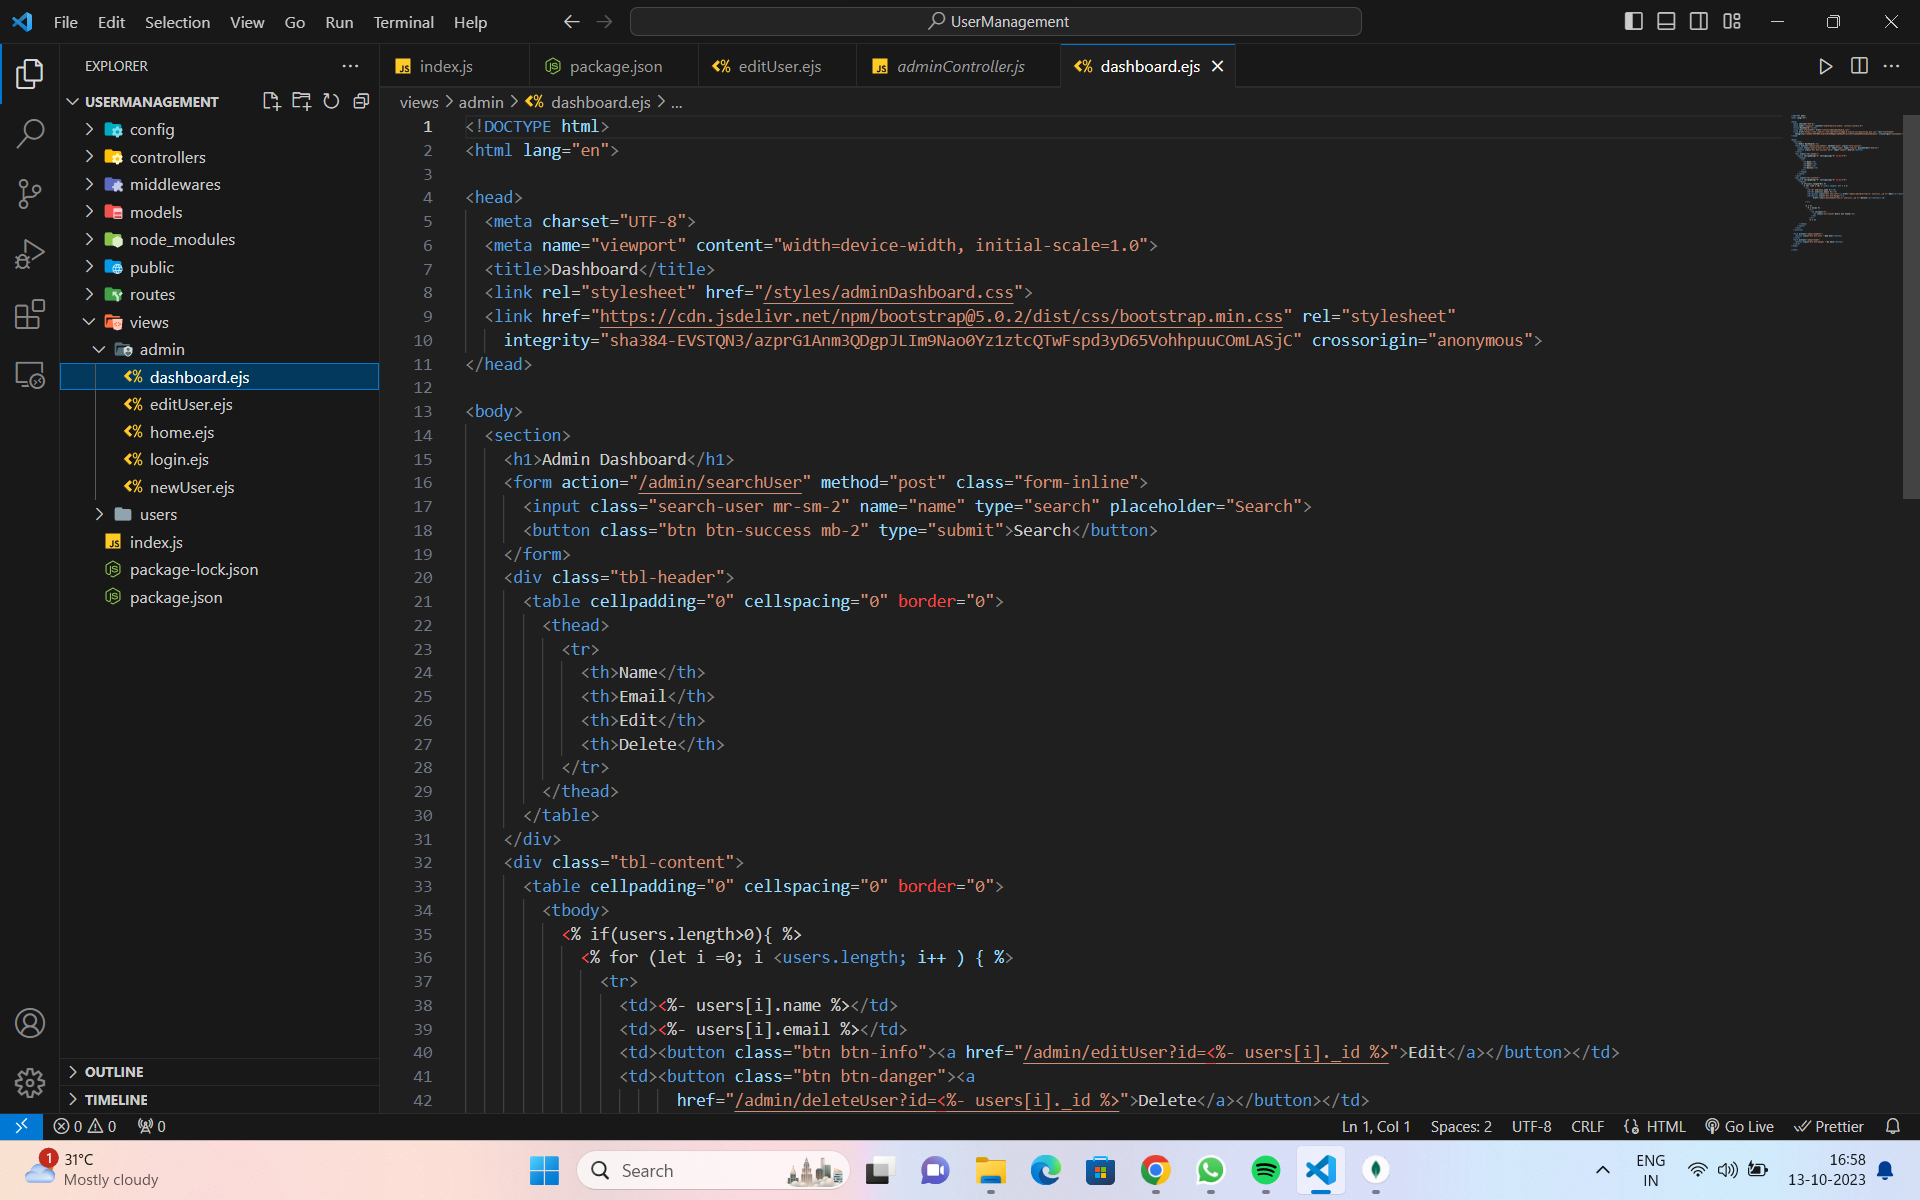 File Edit Selection View Go Run Terminal Help
UserManagement
EXPLORER
index.js
package.json
editUser.ejs
adminController.js
dashboard.ejs
USERMANAGEMENT
config
controllers
middlewares
models
node_modules
public
routes
views
admin
dashboard.ejs
editUser.ejs
home.ejs
login.ejs
newUser.ejs
users
index.js
package-lock.json
package.json
OUTLINE
TIMELINE
views > admin > dashboard.ejs > ...
1 <!DOCTYPE html>
2 <html lang="en">
3
4 <head>
5 <meta charset="UTF-8">
6 <meta name="viewport" content="width=device-width, initial-scale=1.0">
7 <title>Dashboard</title>
8 <link rel="stylesheet" href="/styles/adminDashboard.css">
9 <link href="https://cdn.jsdelivr.net/npm/bootstrap@5.0.2/dist/css/bootstrap.min.css" rel="stylesheet"
10 integrity="sha384-EVSTQN3/azprG1Anm3QDgpJLIm9Nao0Yz1ztcQTwFspd3yD65VohhpuuCOmLASjC" crossorigin="anonymous">
11 </head>
12
13 <body>
14 <section>
15 <h1>Admin Dashboard</h1>
16 <form action="/admin/searchUser" method="post" class="form-inline">
17 <input class="search-user mr-sm-2" name="name" type="search" placeholder="Search">
18 <button class="btn btn-success mb-2" type="submit">Search</button>
19 </form>
20 <div class="tbl-header">
21 <table cellpadding="0" cellspacing="0" border="0">
22 <thead>
23 <tr>
24 <th>Name</th>
25 <th>Email</th>
26 <th>Edit</th>
27 <th>Delete</th>
28 </tr>
29 </thead>
30 </table>
31 </div>
32 <div class="tbl-content">
33 <table cellpadding="0" cellspacing="0" border="0">
34 <tbody>
35 <% if(users.length>0){ %>
36 <% for (let i =0; i <users.length; i++ ) { %>
37 <tr>
38 <td><%- users[i].name %></td>
39 <td><%- users[i].email %></td>
40 <td><button class="btn btn-info"><a href="/admin/editUser?id=<%- users[i]._id %>">Edit</a></button></td>
41 <td><button class="btn btn-danger"><a
42 href="/admin/deleteUser?id=<%- users[i]._id %>">Delete</a></button></td>
0 0 0
Ln 1, Col 1 Spaces: 2 UTF-8 CRLF HTML Go Live Prettier
1
31°C
Mostly cloudy
Search
ENG
IN
16:58
13-10-2023